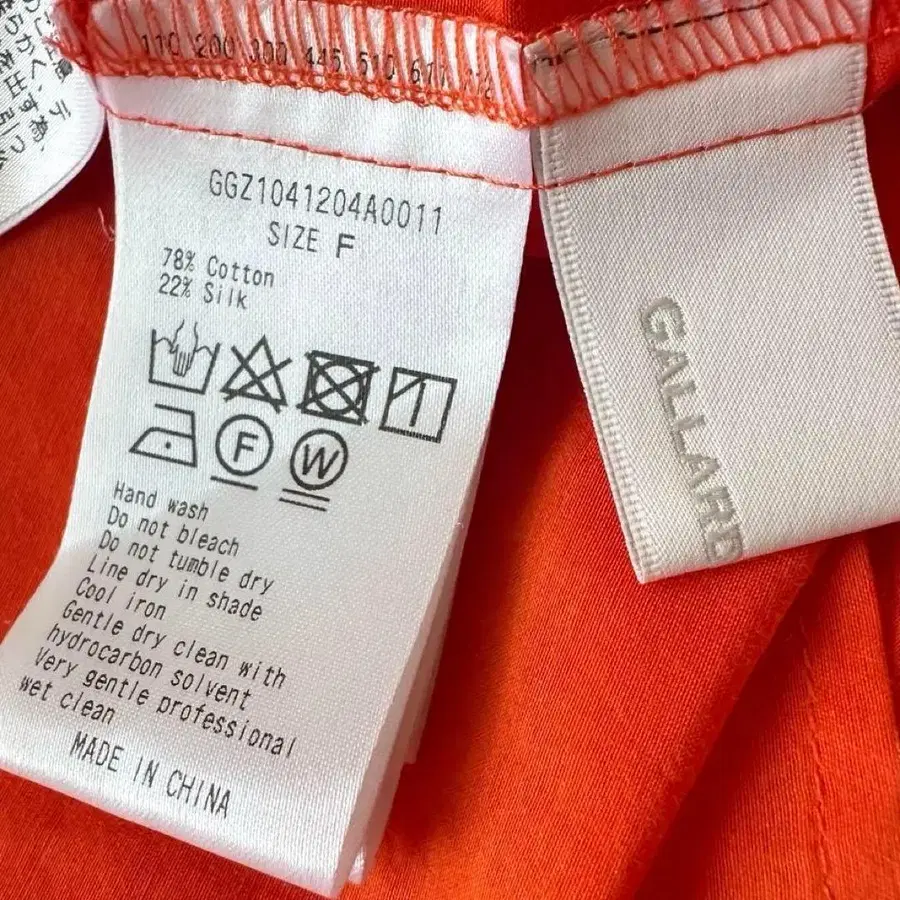 110 200 300 445 510 611
GGZ1041204A0011
SIZE F
78% Cotton
22% Silk
F
W
Hand wash
Do not bleach
Do not tumble dry
Line dry in shade
Cool iron
Gentle dry clean with
hydrocarbon solvent
Very gentle professional
wet clean
MADE IN CHINA
GALLARD